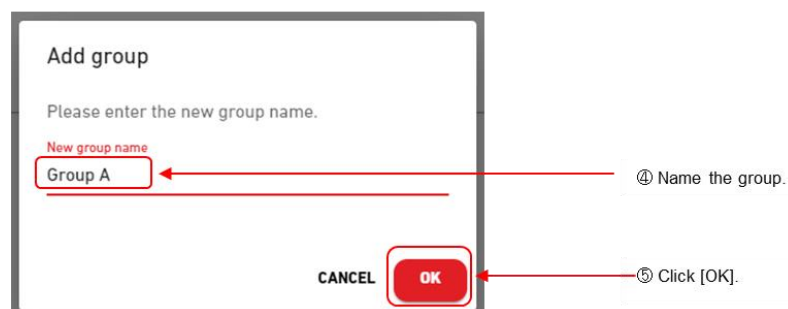 Add group
Please enter the new group name.
New group name
Group A
④ Name the group.
CANCEL
OK
⑤ Click [OK].